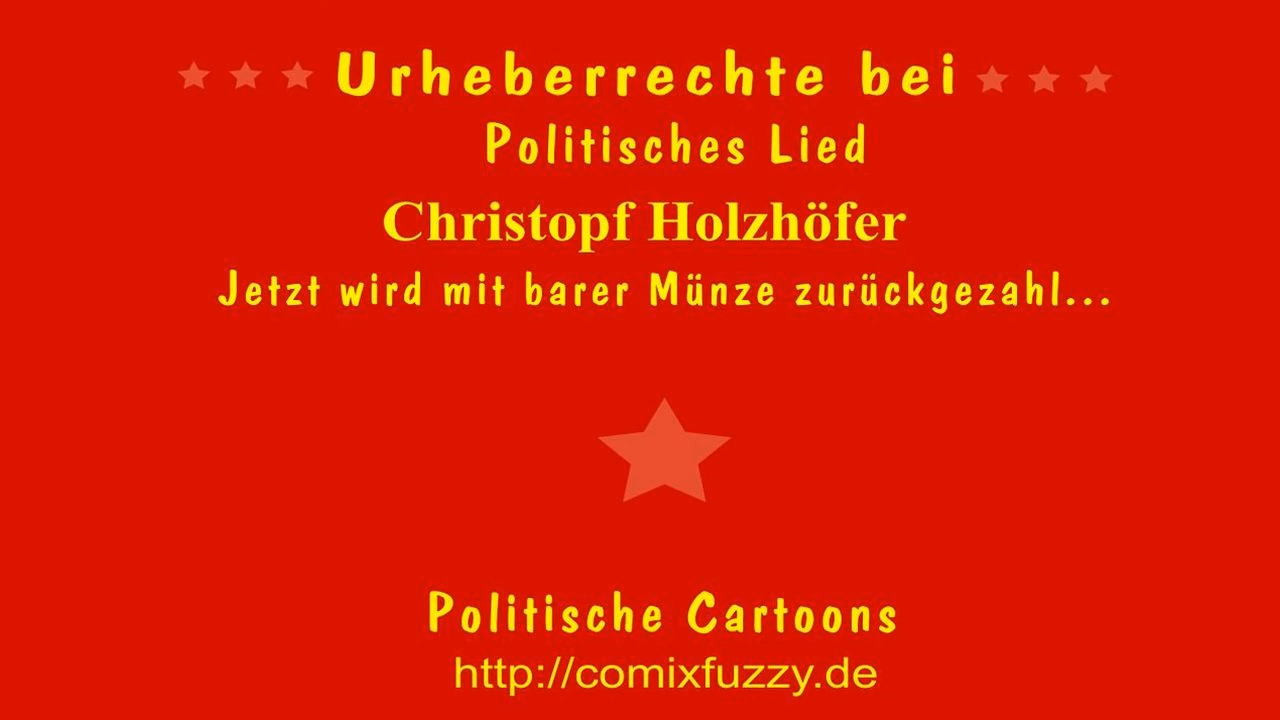 Urheberrechte bei
Politisches Lied
Christopf Holzhöfer
Jetzt wird mit barer Münze zurückgezahl...
Politische Cartoons
http://comixfuzzy.de